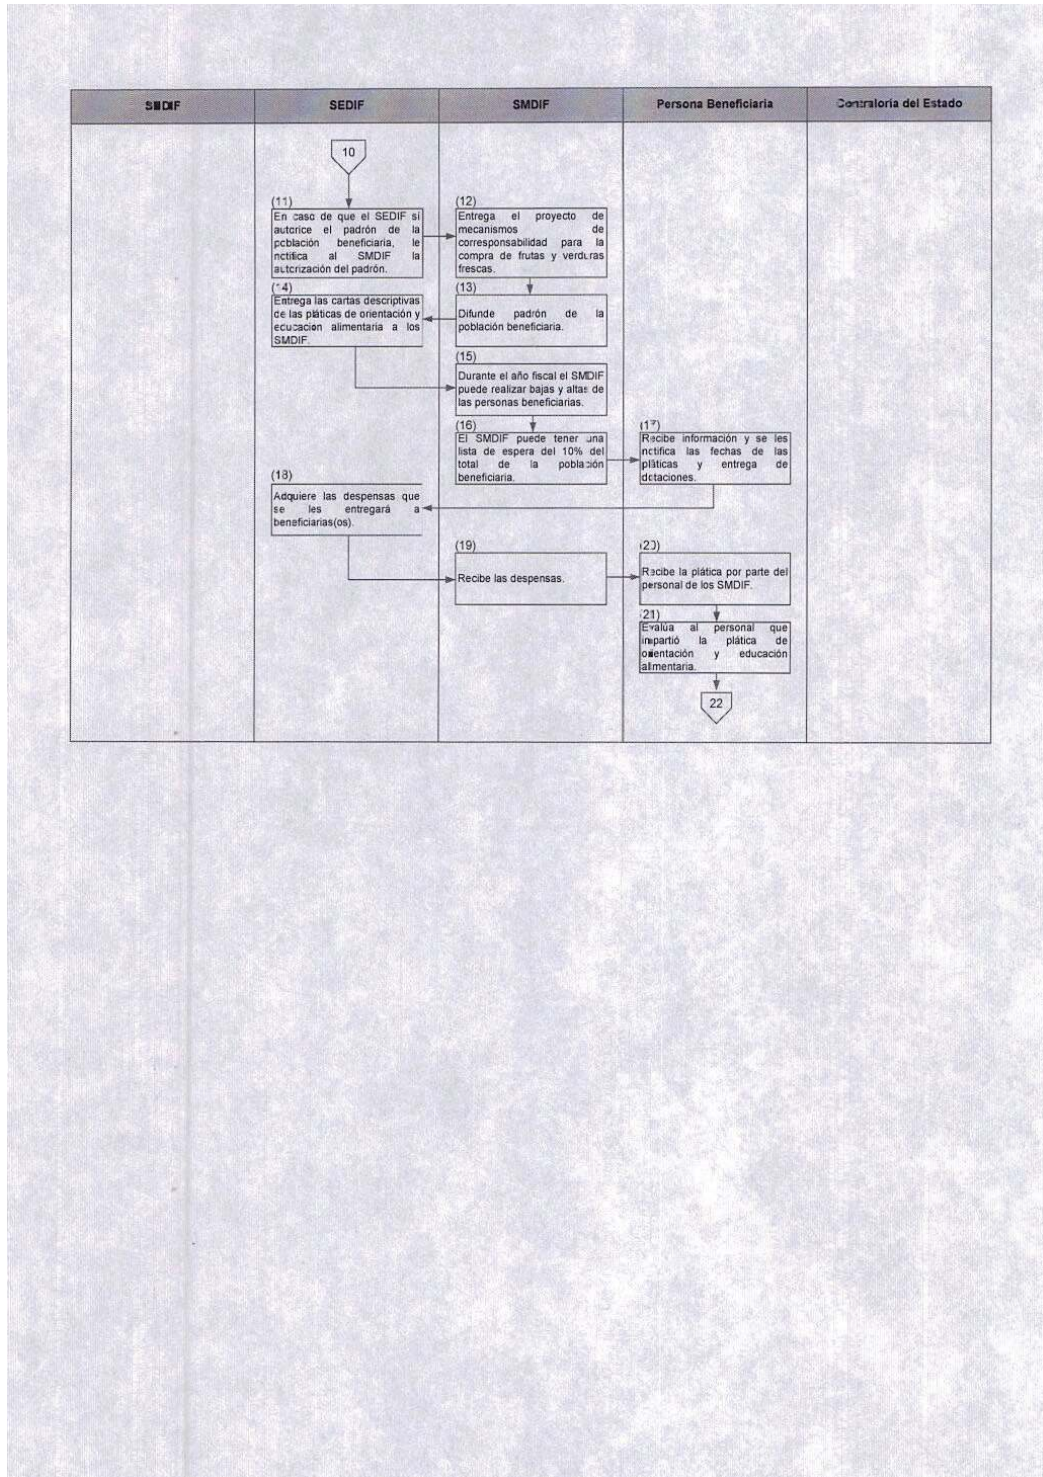 SMDIF SEDIF SMDIF Persona Beneficiaria Contraloría del Estado
10
(11)
En caso de que el SEDIF si
autorice el padrón de la
población beneficiaria, le
notifica al SMDIF la
autorización del padrón.
(12)
Entrega el proyecto de
mecanismos de
corresponsabilidad para la
compra de frutas y verduras
frescas.
(13)
Difunde padrón de la
población beneficiaria.
(14)
Entrega las cartas descriptivas
de las pláticas de orientación y
educación alimentaria a los
SMDIF.
(15)
Durante el año fiscal el SMDIF
puede realizar bajas y altas de
las personas beneficiarias.
(16)
El SMDIF puede tener una
lista de espera del 10% del
total de la población
beneficiaria.
(17)
Recibe información y se les
notifica las fechas de las
pláticas y entrega de
dotaciones.
(18)
Adquiere las despensas que
se les entregará a
beneficiarias(os).
(19)
Recibe las despensas.
(20)
Recibe la plática por parte del
personal de los SMDIF.
(21)
Evalúa al personal que
impartió la plática de
orientación y educación
alimentaria.
22